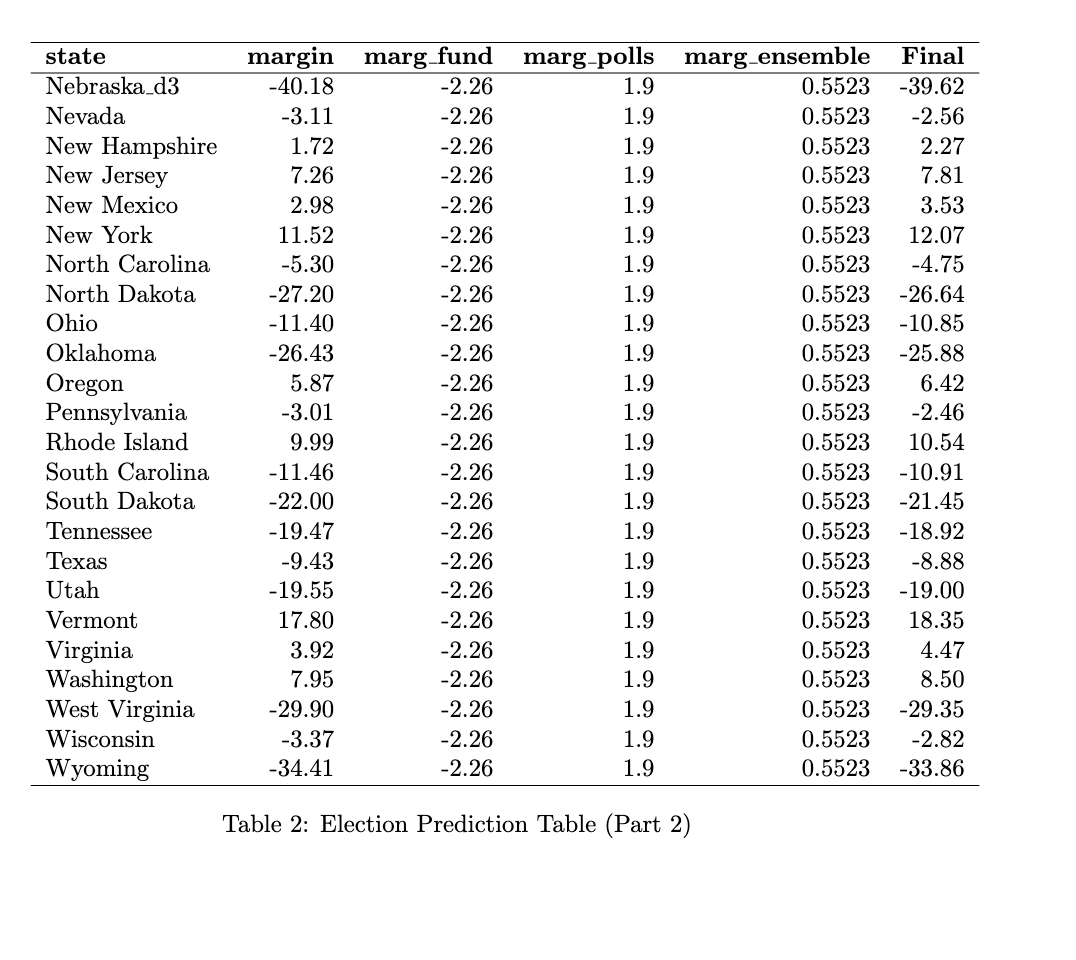 state margin marg_fund marg_polls marg_ensemble Final
Nebraska_d3 -40.18 -2.26 1.9 0.5523 -39.62
Nevada -3.11 -2.26 1.9 0.5523 -2.56
New Hampshire 1.72 -2.26 1.9 0.5523 2.27
New Jersey 7.26 -2.26 1.9 0.5523 7.81
New Mexico 2.98 -2.26 1.9 0.5523 3.53
New York 11.52 -2.26 1.9 0.5523 12.07
North Carolina -5.30 -2.26 1.9 0.5523 -4.75
North Dakota -27.20 -2.26 1.9 0.5523 -26.64
Ohio -11.40 -2.26 1.9 0.5523 -10.85
Oklahoma -26.43 -2.26 1.9 0.5523 -25.88
Oregon 5.87 -2.26 1.9 0.5523 6.42
Pennsylvania -3.01 -2.26 1.9 0.5523 -2.46
Rhode Island 9.99 -2.26 1.9 0.5523 10.54
South Carolina -11.46 -2.26 1.9 0.5523 -10.91
South Dakota -22.00 -2.26 1.9 0.5523 -21.45
Tennessee -19.47 -2.26 1.9 0.5523 -18.92
Texas -9.43 -2.26 1.9 0.5523 -8.88
Utah -19.55 -2.26 1.9 0.5523 -19.00
Vermont 17.80 -2.26 1.9 0.5523 18.35
Virginia 3.92 -2.26 1.9 0.5523 4.47
Washington 7.95 -2.26 1.9 0.5523 8.50
West Virginia -29.90 -2.26 1.9 0.5523 -29.35
Wisconsin -3.37 -2.26 1.9 0.5523 -2.82
Wyoming -34.41 -2.26 1.9 0.5523 -33.86
Table 2: Election Prediction Table (Part 2)